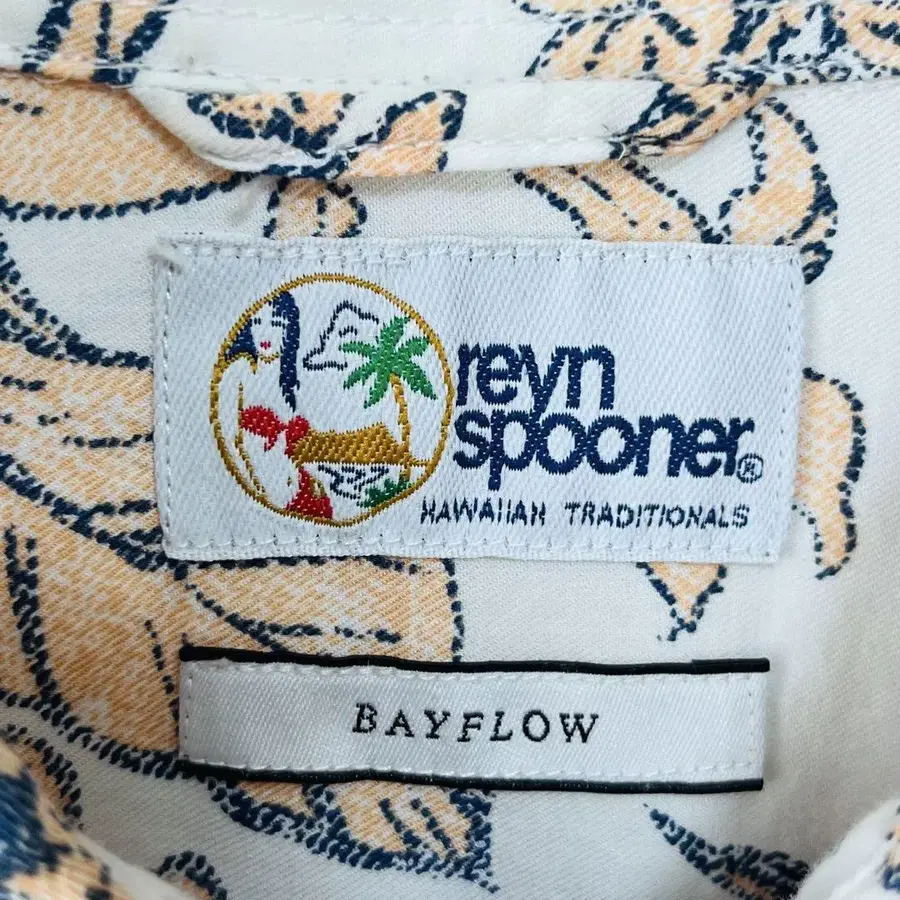 reyn
spooner®
HAWAIIAN TRADITIONALS
BAYFLOW